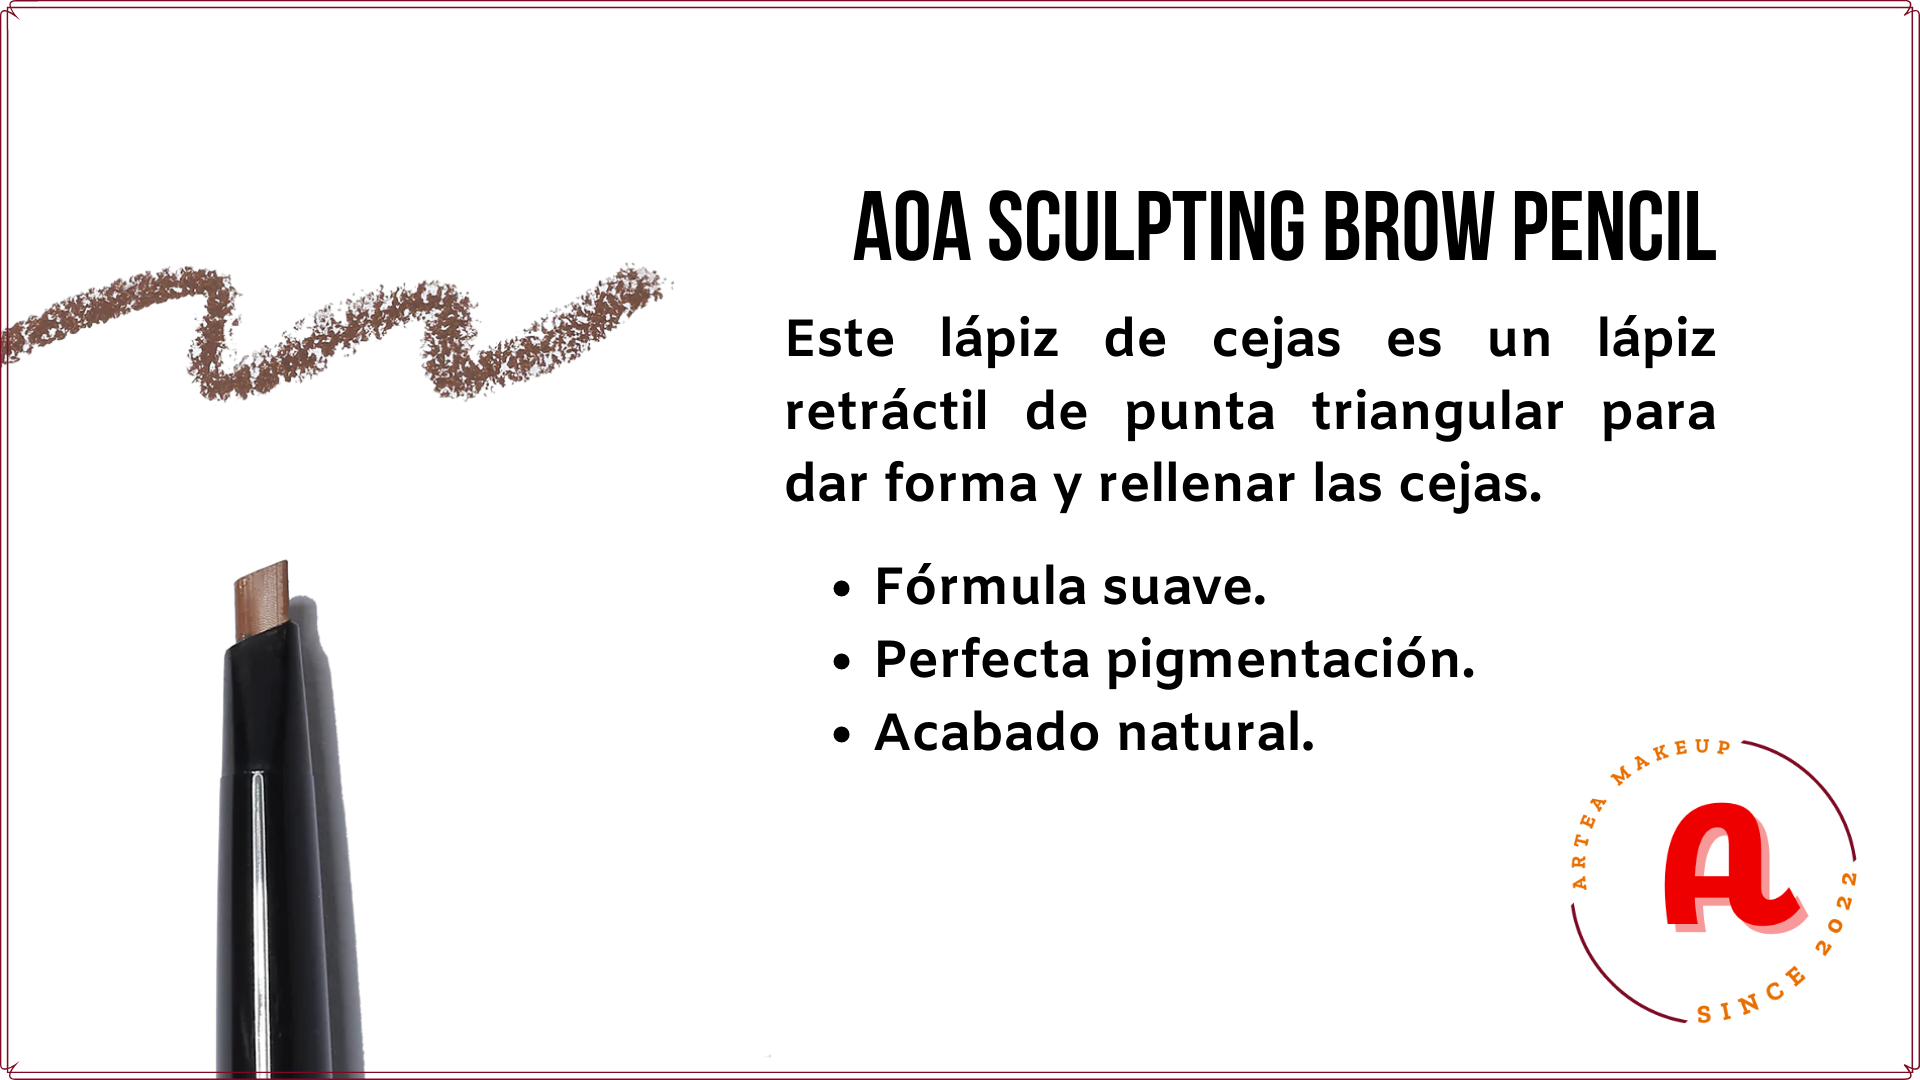 AOA SCULPTING BROW PENCIL
Este lápiz de cejas es un lápiz
retráctil de punta triangular para
dar forma y rellenar las cejas.
• Fórmula suave.
• Perfecta pigmentación.
• Acabado natural.
ARTEA MAKEUP
A
SINCE 2022